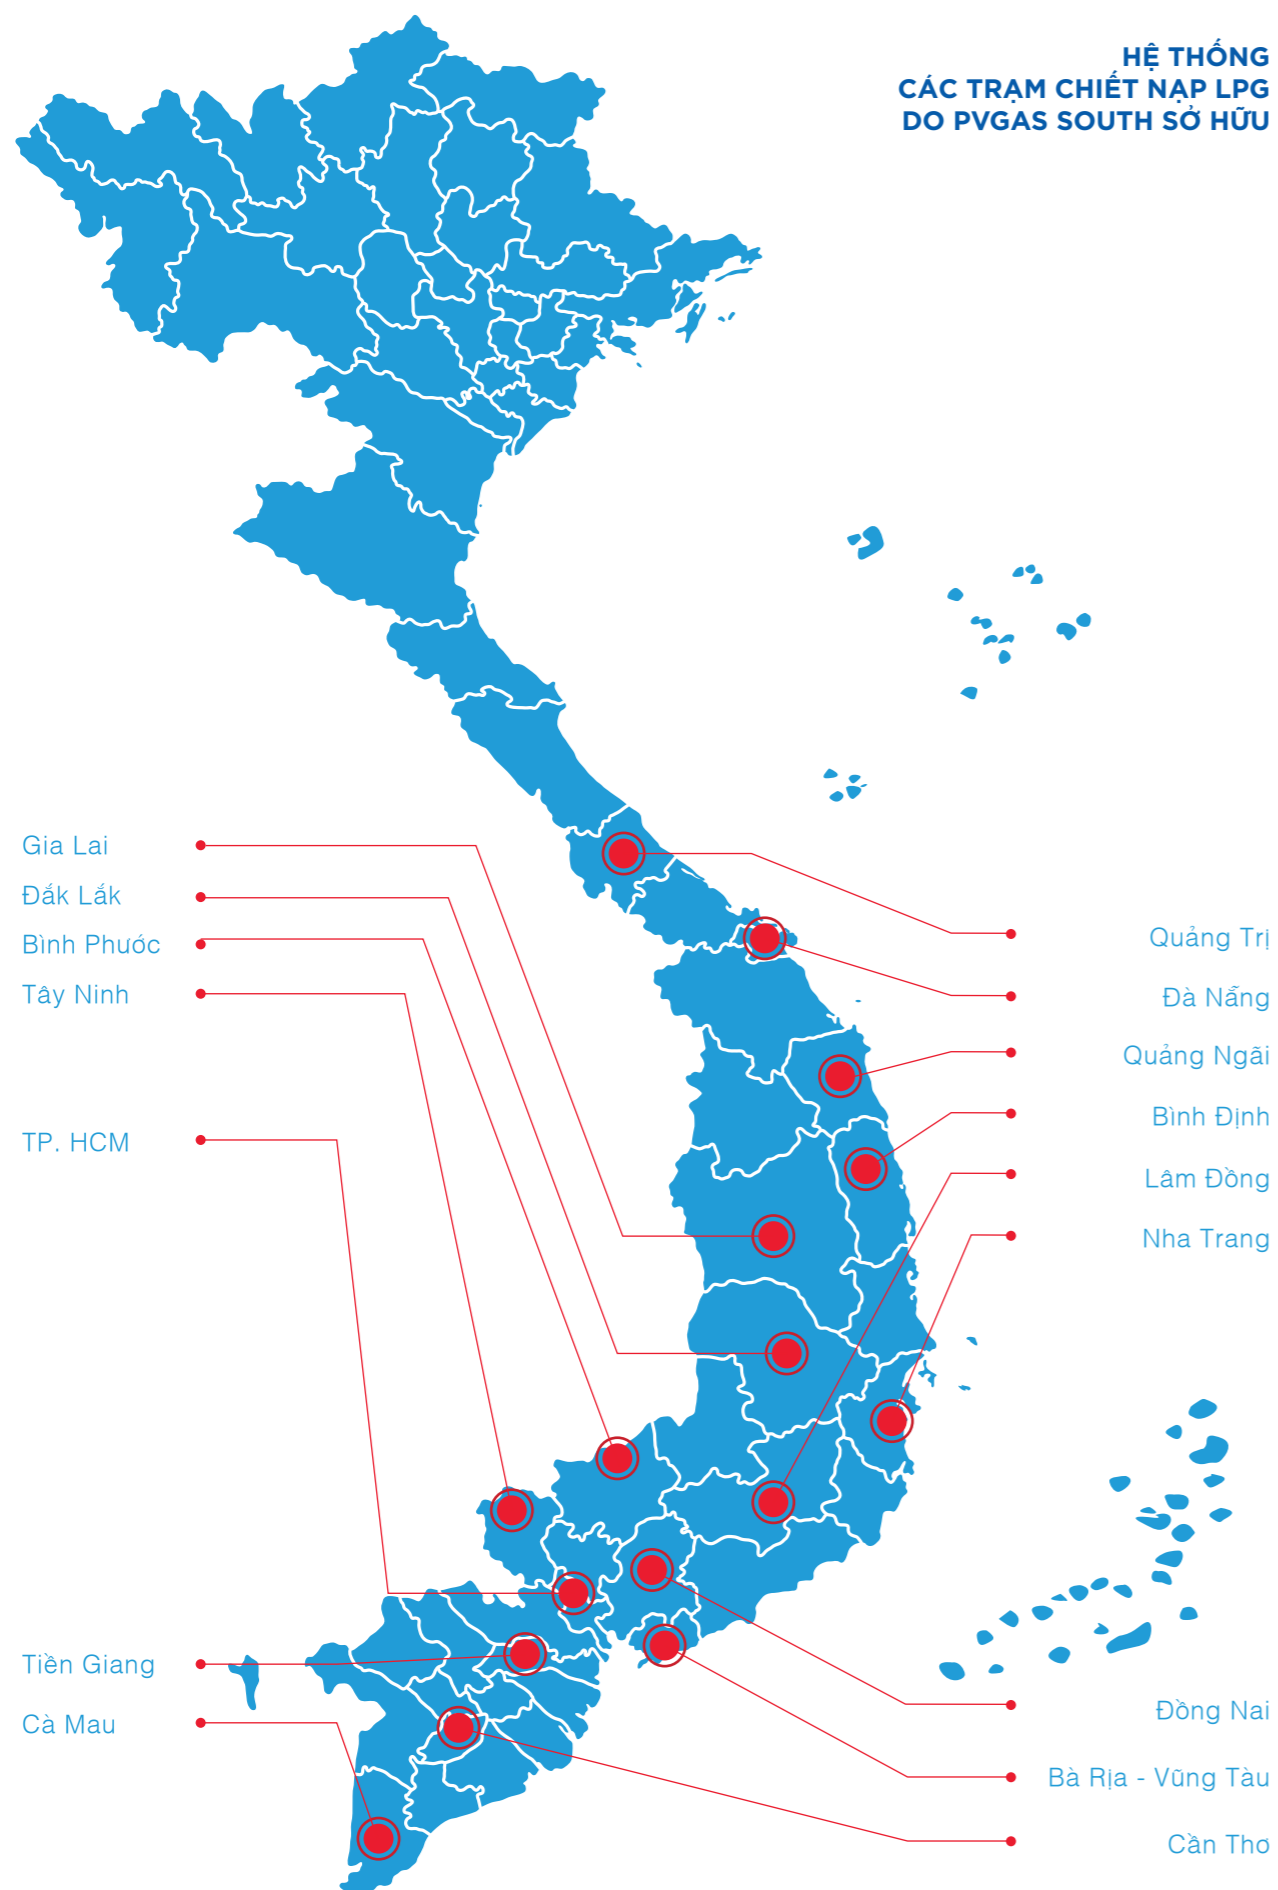 HỆ THỐNG
CÁC TRẠM CHIẾT NẠP LPG
DO PVGAS SOUTH SỞ HỮU
Gia Lai
Đắk Lắk
Bình Phước
Tây Ninh
TP. HCM
Tiền Giang
Cà Mau
Quảng Trị
Đà Nẵng
Quảng Ngãi
Bình Định
Lâm Đồng
Nha Trang
Đồng Nai
Bà Rịa - Vũng Tàu
Cần Thơ